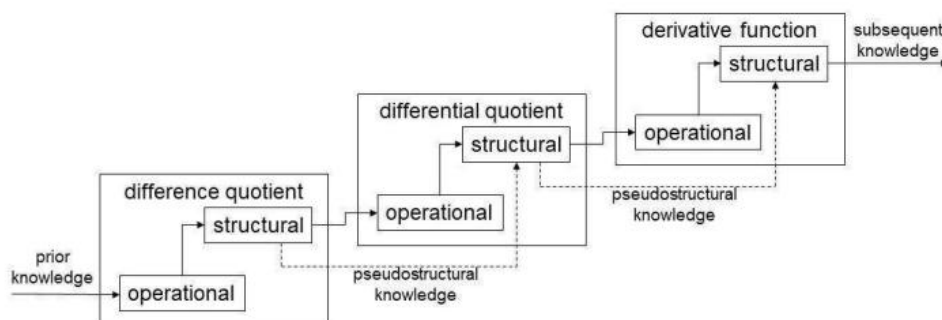 derivative function
subsequent
knowledge
structural
operational
differential quotient
structural
operational
pseudostructural
knowledge
difference quotient
structural
operational
prior
knowledge
pseudostructural
knowledge